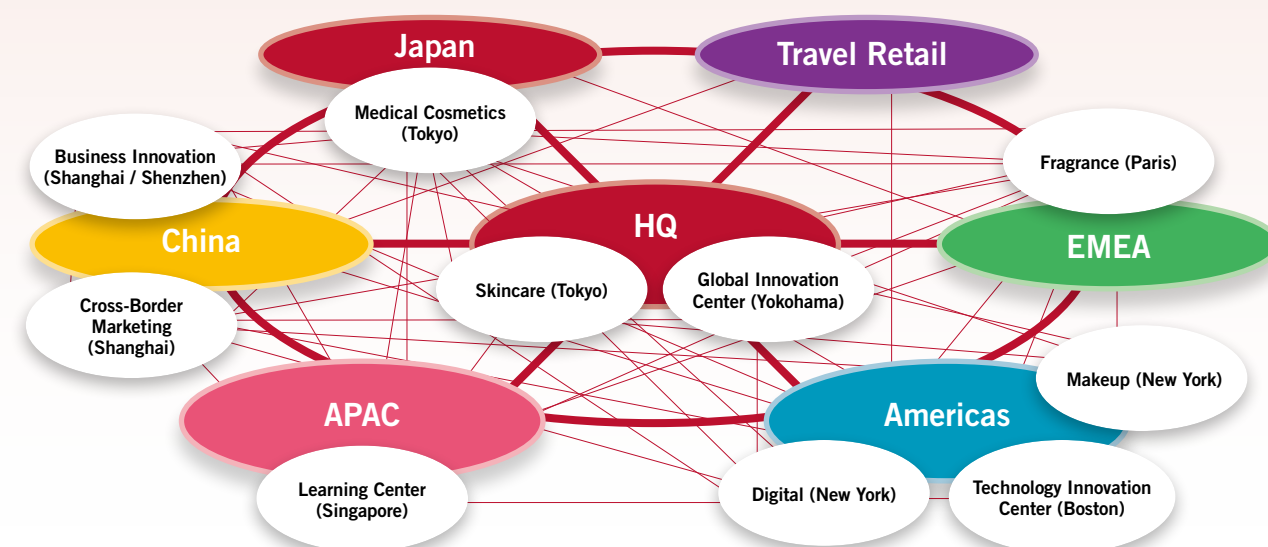 Japan
Travel Retail
Medical Cosmetics
(Tokyo)
Business Innovation
(Shanghai / Shenzhen)
Fragrance (Paris)
China
HQ
EMEA
Skincare (Tokyo)
Global Innovation
Center (Yokohama)
Cross-Border
Marketing
(Shanghai)
Makeup (New York)
APAC
Americas
Learning Center
(Singapore)
Digital (New York)
Technology Innovation
Center (Boston)